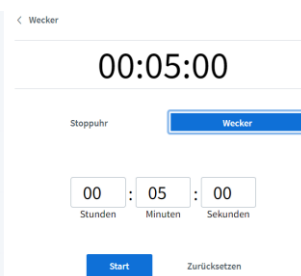 Wecker
00:05:00
Stoppuhr Wecker
00 : 05 : 00
Stunden Minuten Sekunden
Start Zurücksetzen